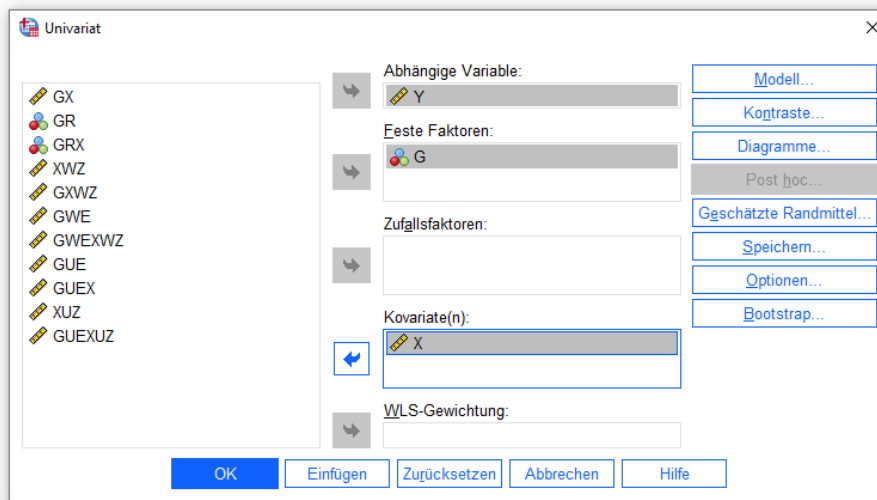 Univariat
GX
GR
GRX
XWZ
GXWZ
GWE
GWEXWZ
GUE
GUEX
XUZ
GUEXUZ
Abhängige Variable:
Y
Feste Faktoren:
G
Zufallsfaktoren:
Kovariate(n):
X
WLS-Gewichtung:
Modell...
Kontraste...
Diagramme...
Post hoc...
Geschätzte Randmittel...
Speichern...
Optionen...
Bootstrap...
OK
Einfügen
Zurücksetzen
Abbrechen
Hilfe